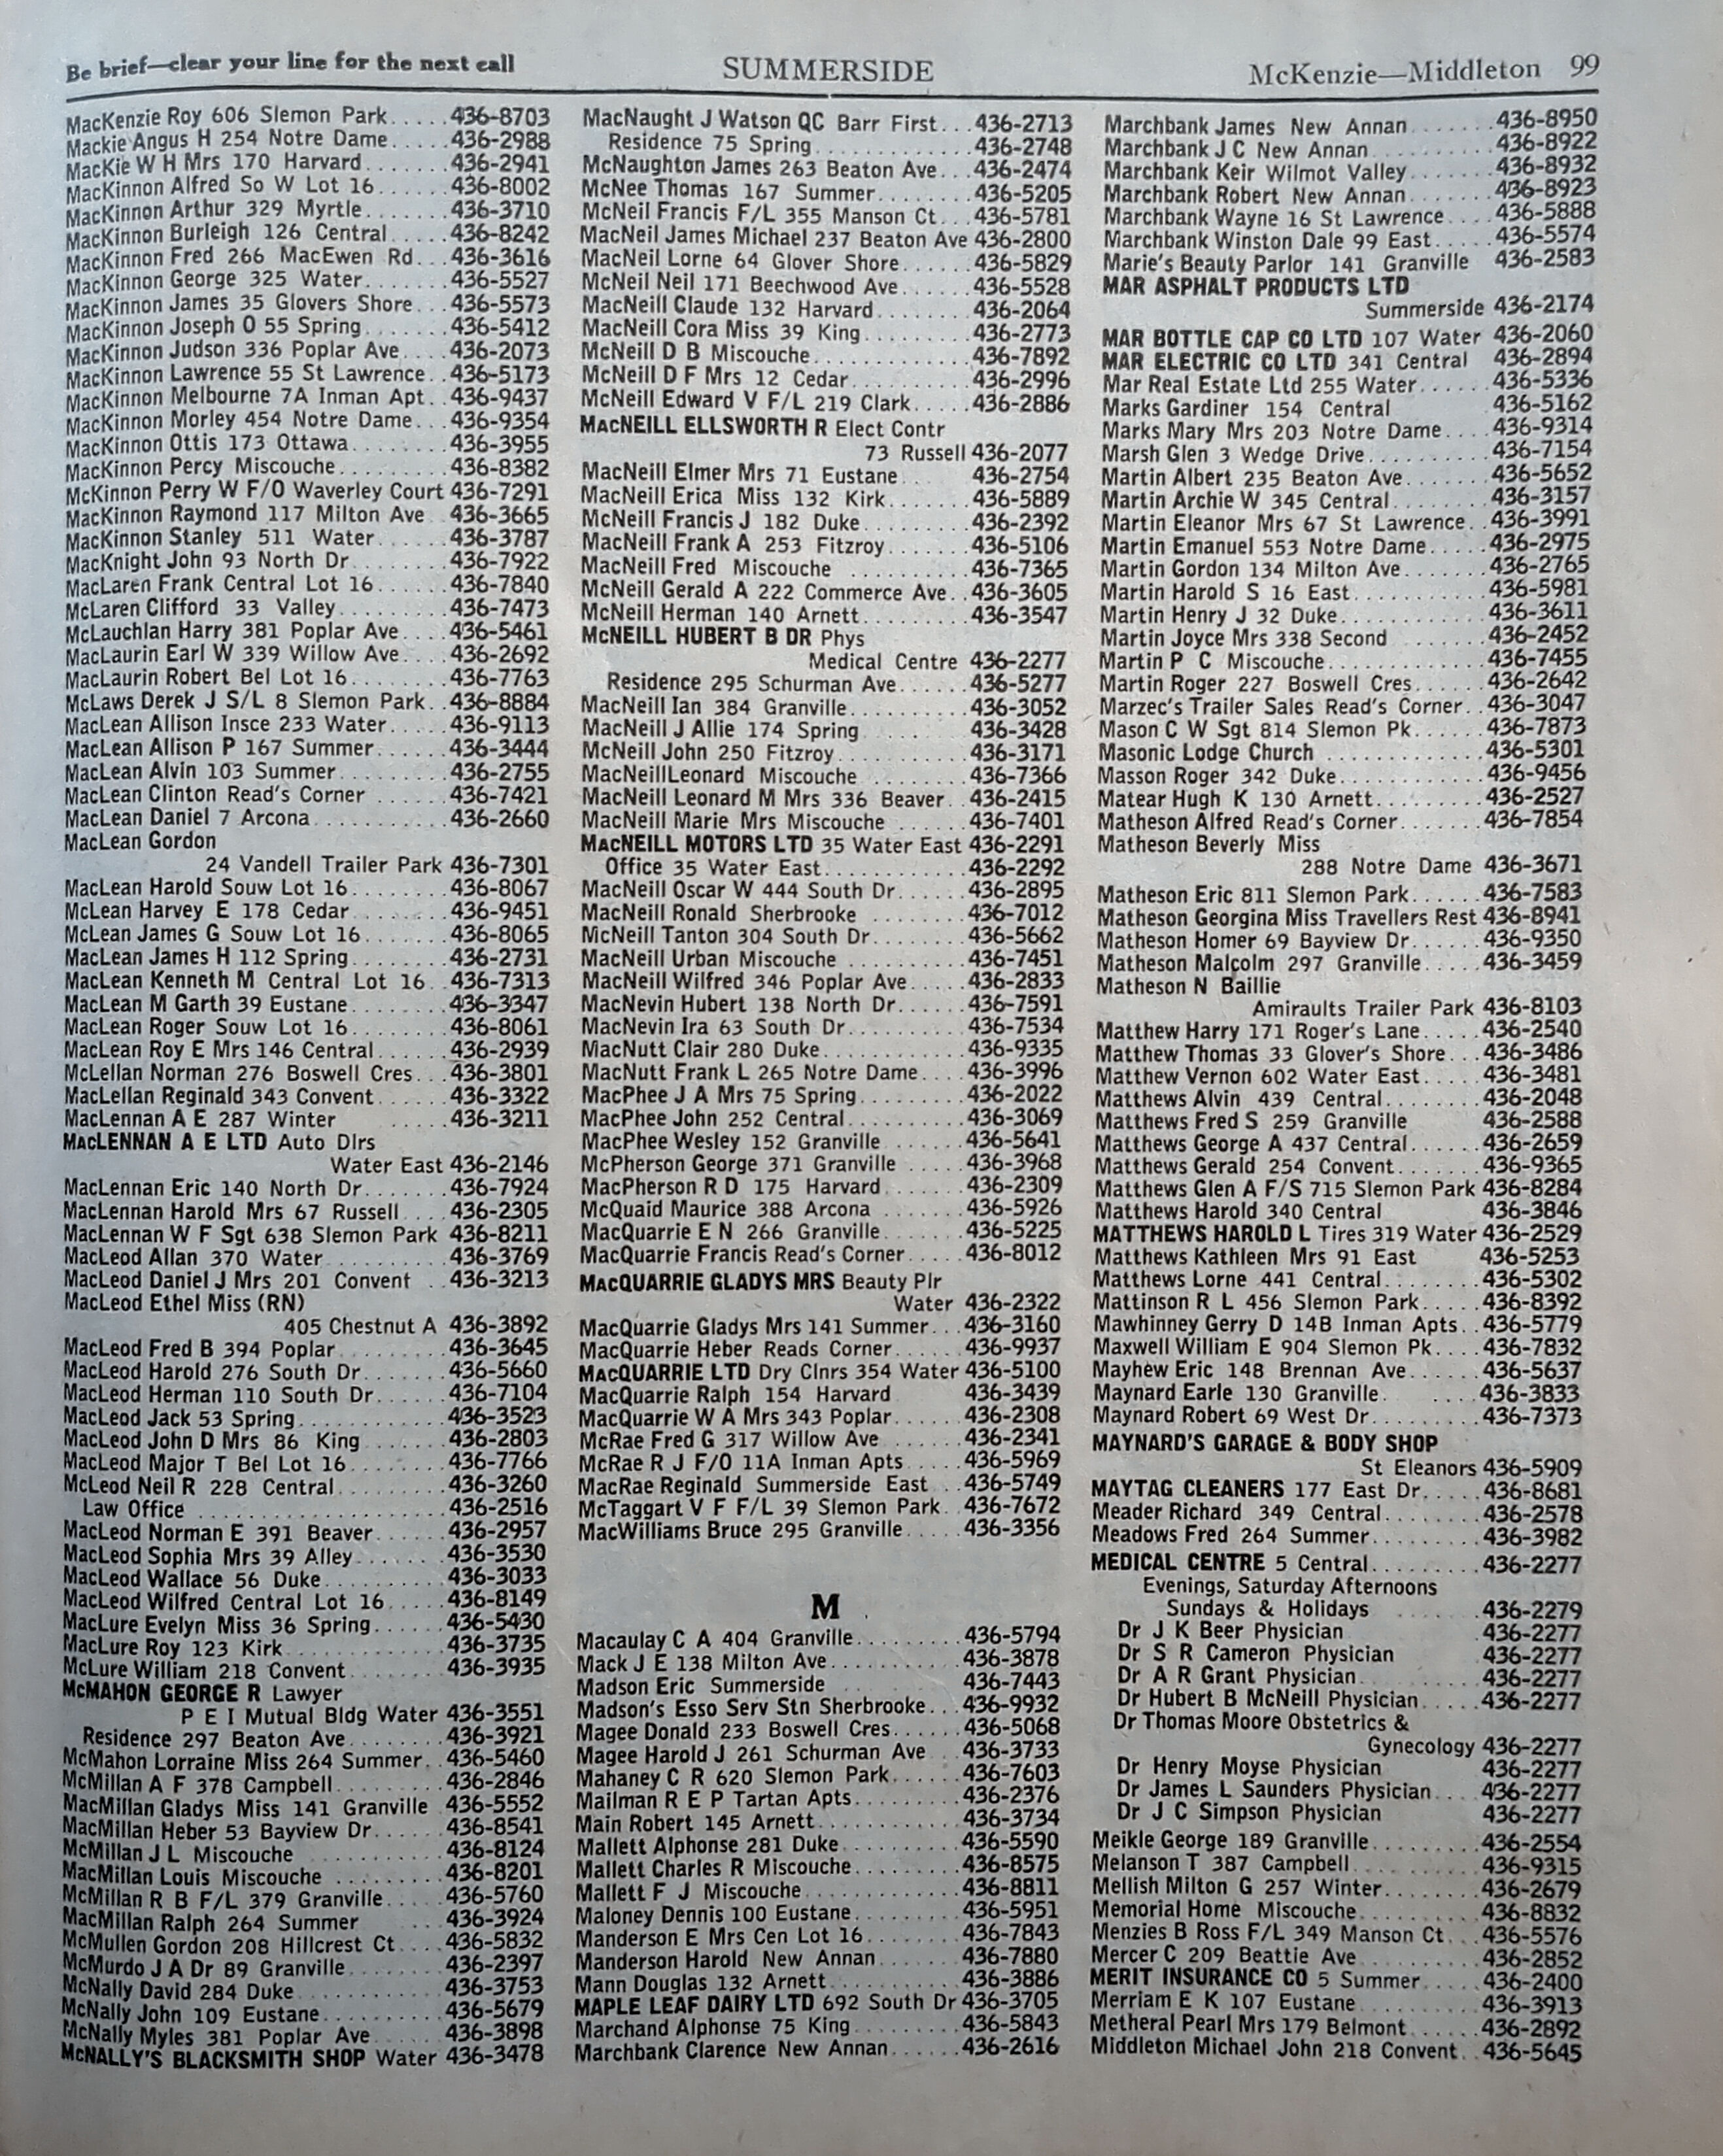 Be brief—clear your line for the next call
SUMMERSIDE
McKenzie—Middleton 99
MacKenzie Roy 606 Slemon Park.....436-8703
Mackie Angus H 254 Notre Dame.....436-2988
MacKie W H Mrs 170 Harvard.......436-2941
MacKinnon Alfred So W Lot 16......436-8002
MacKinnon Arthur 329 Myrtle.......436-3710
MacKinnon Burleigh 126 Central.....436-8242
MacKinnon Fred 266 MacEwen Rd...436-3616
MacKinnon George 325 Water.......436-5527
MacKinnon James 35 Glovers Shore...436-5573
MacKinnon Joseph O 55 Spring.......436-5412
MacKinnon Judson 336 Poplar Ave....436-2073
MacKinnon Lawrence 55 St Lawrence..436-5173
MacKinnon Melbourne 7A Inman Apt..436-9437
MacKinnon Morley 454 Notre Dame...436-9354
MacKinnon Ottis 173 Ottawa........436-3955
MacKinnon Percy Miscouche.........436-8382
McKinnon Perry W F/O Waverley Court 436-7291
MacKinnon Raymond 117 Milton Ave..436-3665
MacKinnon Stanley 511 Water.......436-3787
MacKnight John 93 North Dr........436-7922
MacLaren Frank Central Lot 16......436-7840
McLaren Clifford 33 Valley.........436-7473
McLauchlan Harry 381 Poplar Ave....436-5461
MacLaurin Earl W 339 Willow Ave....436-2692
MacLaurin Robert Bel Lot 16........436-7763
McLaws Derek J S/L 8 Slemon Park..436-8884
MacLean Allison Insce 233 Water.....436-9113
MacLean Allison P 167 Summer......436-3444
MacLean Alvin 103 Summer.........436-2755
MacLean Clinton Read's Corner ......436-7421
MacLean Daniel 7 Arcona...........436-2660
MacLean Gordon
24 Vandell Trailer Park 436-7301
MacLean Harold Souw Lot 16........436-8067
McLean Harvey E 178 Cedar........436-9451
McLean James G Souw Lot 16.......436-8065
MacLean James H 112 Spring........436-2731
MacLean Kenneth M Central Lot 16..436-7313
MacLean M Garth 39 Eustane........436-3347
MacLean Roger Souw Lot 16........436-8061
MacLean Roy E Mrs 146 Central......436-2939
McLellan Norman 276 Boswell Cres...436-3801
MacLellan Reginald 343 Convent......436-3322
MacLennan A E 287 Winter .....436-3211
MACLENNAN A E LTD Auto Dlrs
Water East 436-2146
MacLennan Eric 140 North Dr.......436-7924
MacLennan Harold Mrs 67 Russell....436-2305
MacLennan W F Sgt 638 Slemon Park 436-8211
MacLeod Allan 370 Water..........436-3769
MacLeod Daniel J Mrs 201 Convent ..436-3213
MacLeod Ethel Miss (RN)
405 Chestnut A 436-3892
MacLeod Fred B 394 Poplar.........436-3645
MacLeod Harold 276 South Dr.......436-5660
MacLeod Herman 110 South Dr......436-7104
MacLeod Jack 53 Spring............436-3523
MacLeod John D Mrs 86 King.......436-2803
MacLeod Major T Bel Lot 16........436-7766
McLeod Neil R 228 Central.........436-3260
Law Office .....................436-2516
MacLeod Norman E 391 Beaver......436-2957
MacLeod Sophia Mrs 39 Alley.......436-3530
MacLeod Wallace 56 Duke..........436-3033
MacLeod Wilfred Central Lot 16.....436-8149
MacLure Evelyn Miss 36 Spring......436-5430
MacLure Roy 123 Kirk.............436-3735
McLure William 218 Convent........436-3935
McMAHON GEORGE R Lawyer
P E I Mutual Bldg Water 436-3551
Residence 297 Beaton Ave........436-3921
McMahon Lorraine Miss 264 Summer..436-5460
McMillan A F 378 Campbell.........436-2846
MacMillan Gladys Miss 141 Granville 436-5552
MacMillan Heber 53 Bayview Dr......436-8541
McMillan J L Miscouche ...........436-8124
MacMillan Louis Miscouche .........436-8201
McMillan R B F/L 379 Granville.....436-5760
MacMillan Ralph 264 Summer ......436-3924
McMullen Gordon 208 Hillcrest Ct....436-5832
McMurdo J A Dr 89 Granville.......436-2397
McNally David 284 Duke...........436-3753
McNally John 109 Eustane..........436-5679
McNally Myles 381 Poplar Ave......436-3898
McNALLY'S BLACKSMITH SHOP Water 436-3478
MacNaught J Watson QC Barr First...436-2713
Residence 75 Spring.............436-2748
McNaughton James 263 Beaton Ave...436-2474
McNee Thomas 167 Summer........436-5205
McNeil Francis F/L 355 Manson Ct...436-5781
MacNeil James Michael 237 Beaton Ave 436-2800
MacNeil Lorne 64 Glover Shore......436-5829
McNeil Neil 171 Beechwood Ave......436-5528
MacNeill Claude 132 Harvard........436-2064
MacNeill Cora Miss 39 King.........436-2773
McNeill D B Miscouche.............436-7892
McNeill D F Mrs 12 Cedar..........436-2996
McNeill Edward V F/L 219 Clark.....436-2886
MACNEILL ELLSWORTH R Elect Contr
73 Russell 436-2077
MacNeill Elmer Mrs 71 Eustane......436-2754
MacNeill Erica Miss 132 Kirk........436-5889
McNeill Francis J 182 Duke.........436-2392
MacNeill Frank A 253 Fitzroy.......436-5106
MacNeill Fred Miscouche ..........436-7365
McNeill Gerald A 222 Commerce Ave..436-3605
McNeill Herman 140 Arnett.........436-3547
McNEILL HUBERT B DR Phys
Medical Centre 436-2277
Residence 295 Schurman Ave......436-5277
MacNeill Ian 384 Granville..........436-3052
MacNeill J Allie 174 Spring ......436-3428
McNeill John 250 Fitzroy...........436-3171
MacNeillLeonard Miscouche .........436-7366
MacNeill Leonard M Mrs 336 Beaver..436-2415
MacNeill Marie Mrs Miscouche ......436-7401
MACNEILL MOTORS LTD 35 Water East 436-2291
Office 35 Water East............436-2292
MacNeill Oscar W 444 South Dr......436-2895
MacNeill Ronald Sherbrooke ........436-7012
McNeill Tanton 304 South Dr........436-5662
MacNeill Urban Miscouche .........436-7451
MacNeill Wilfred 346 Poplar Ave.....436-2833
MacNevin Hubert 138 North Dr......436-7591
MacNevin Ira 63 South Dr..........436-7534
MacNutt Clair 280 Duke............436-9335
MacNutt Frank L 265 Notre Dame....436-3996
MacPhee J A Mrs 75 Spring.........436-2022
MacPhee John 252 Central..........436-3069
MacPhee Wesley 152 Granville ......436-5641
McPherson George 371 Granville .....436-3968
MacPherson R D 175 Harvard.......436-2309
McQuaid Maurice 388 Arcona .......436-5926
MacQuarrie E N 266 Granville.......436-5225
MacQuarrie Francis Read's Corner.....436-8012
MACQUARRIE GLADYS MRS Beauty Plr
Water 436-2322
MacQuarrie Gladys Mrs 141 Summer...436-3160
MacQuarrie Heber Reads Corner......436-9937
MACQUARRIE LTD Dry Clnrs 354 Water 436-5100
MacQuarrie Ralph 154 Harvard 436-3439
MacQuarrie W A Mrs 343 Poplar......436-2308
McRae Fred G 317 Willow Ave ......436-2341
McRae R J F/O 11A Inman Apts.....436-5969
MacRae Reginald Summerside East ...436-5749
McTaggart V F F/L 39 Slemon Park..436-7672
MacWilliams Bruce 295 Granville.....436-3356
M
Macaulay C A 404 Granville.........436-5794
Mack J E 138 Milton Ave...........436-3878
Madson Eric Summerside ..........436-7443
Madson's Esso Serv Stn Sherbrooke...436-9932
Magee Donald 233 Boswell Cres......436-5068
Magee Harold J 261 Schurman Ave...436-3733
Mahaney C R 620 Slemon Park......436-7603
Mailman R E P Tartan Apts.........436-2376
Main Robert 145 Arnett............436-3734
Mallett Alphonse 281 Duke..........436-5590
Mallett Charles R Miscouche.........436-8575
Mallett F J Miscouche.............436-8811
Maloney Dennis 100 Eustane.........436-5951
Manderson E Mrs Cen Lot 16........436-7843
Manderson Harold New Annan.......436-7880
Mann Douglas 132 Arnett...........436-3886
MAPLE LEAF DAIRY LTD 692 South Dr 436-3705
Marchand Alphonse 75 King.........436-5843
Marchbank Clarence New Annan......436-2616
Marchbank James New Annan.......436-8950
Marchbank J C New Annan.........436-8922
Marchbank Keir Wilmot Valley.......436-8932
Marchbank Robert New Annan......436-8923
Marchbank Wayne 16 St Lawrence....436-5888
Marchbank Winston Dale 99 East.....436-5574
Marie's Beauty Parlor 141 Granville 436-2583
MAR ASPHALT PRODUCTS LTD
Summerside 436-2174
MAR BOTTLE CAP CO LTD 107 Water 436-2060
MAR ELECTRIC CO LTD 341 Central 436-2894
Mar Real Estate Ltd 255 Water......436-5336
Marks Gardiner 154 Central 436-5162
Marks Mary Mrs 203 Notre Dame....436-9314
Marsh Glen 3 Wedge Drive..........436-7154
Martin Albert 235 Beaton Ave.......436-5652
Martin Archie W 345 Central........436-3157
Martin Eleanor Mrs 67 St Lawrence..436-3991
Martin Emanuel 553 Notre Dame.....436-2975
Martin Gordon 134 Milton Ave.......436-2765
Martin Harold S 16 East...........436-5981
Martin Henry J 32 Duke............436-3611
Martin Joyce Mrs 338 Second .......436-2452
Martin P C Miscouche.............436-7455
Martin Roger 227 Boswell Cres......436-2642
Marzec's Trailer Sales Read's Corner..436-3047
Mason C W Sgt 814 Slemon Pk......436-7873
Masonic Lodge Church .............436-5301
Masson Roger 342 Duke............436-9456
Matear Hugh K 130 Arnett.........436-2527
Matheson Alfred Read's Corner.......436-7854
Matheson Beverly Miss
288 Notre Dame 436-3671
Matheson Eric 811 Slemon Park......436-7583
Matheson Georgina Miss Travellers Rest 436-8941
Matheson Homer 69 Bayview Dr......436-9350
Matheson Malcolm 297 Granville.....436-3459
Matheson N Baillie
Amiraults Trailer Park 436-8103
Matthew Harry 171 Roger's Lane.....436-2540
Matthew Thomas 33 Glover's Shore...436-3486
Matthew Vernon 602 Water East.....436-3481
Matthews Alvin 439 Central........436-2048
Matthews Fred S 259 Granville 436-2588
Matthews George A 437 Central......436-2659
Matthews Gerald 254 Convent.......436-9365
Matthews Glen A F/S 715 Slemon Park 436-8284
Matthews Harold 340 Central 436-3846
MATTHEWS HAROLD L Tires 319 Water 436-2529
Matthews Kathleen Mrs 91 East 436-5253
Matthews Lorne 441 Central........436-5302
Mattinson R L 456 Slemon Park.....436-8392
Mawhinney Gerry D 14B Inman Apts..436-5779
Maxwell William E 904 Slemon Pk....436-7832
Mayhew Eric 148 Brennan Ave......436-5637
Maynard Earle 130 Granville. ....436-3833
Maynard Robert 69 West Dr.........436-7373
MAYNARD'S GARAGE & BODY SHOP
St Eleanors 436-5909
MAYTAG CLEANERS 177 East Dr.....436-8681
Meader Richard 349 Central........436-2578
Meadows Fred 264 Summer.........436-3982
MEDICAL CENTRE 5 Central.........436-2277
Evenings, Saturday Afternoons
Sundays & Holidays .......436-2279
Dr J K Beer Physician 436-2277
Dr S R Cameron Physician 436-2277
Dr A R Grant Physician.........436-2277
Dr Hubert B McNeill Physician.....436-2277
Dr Thomas Moore Obstetrics &
Gynecology 436-2277
Dr Henry Moyse Physician 436-2277
Dr James L Saunders Physician....436-2277
Dr J C Simpson Physician 436-2277
Meikle George 189 Granville.........436-2554
Melanson T 387 Campbell..........436-9315
Mellish Milton G 257 Winter........436-2679
Memorial Home Miscouche..........436-8832
Menzies B Ross F/L 349 Manson Ct...436-5576
Mercer C 209 Beattie Ave..........436-2852
MERIT INSURANCE CO 5 Summer.....436-2400
Merriam E K 107 Eustane..........436-3913
Metheral Pearl Mrs 179 Belmont......436-2892
Middleton Michael John 218 Convent..436-5645